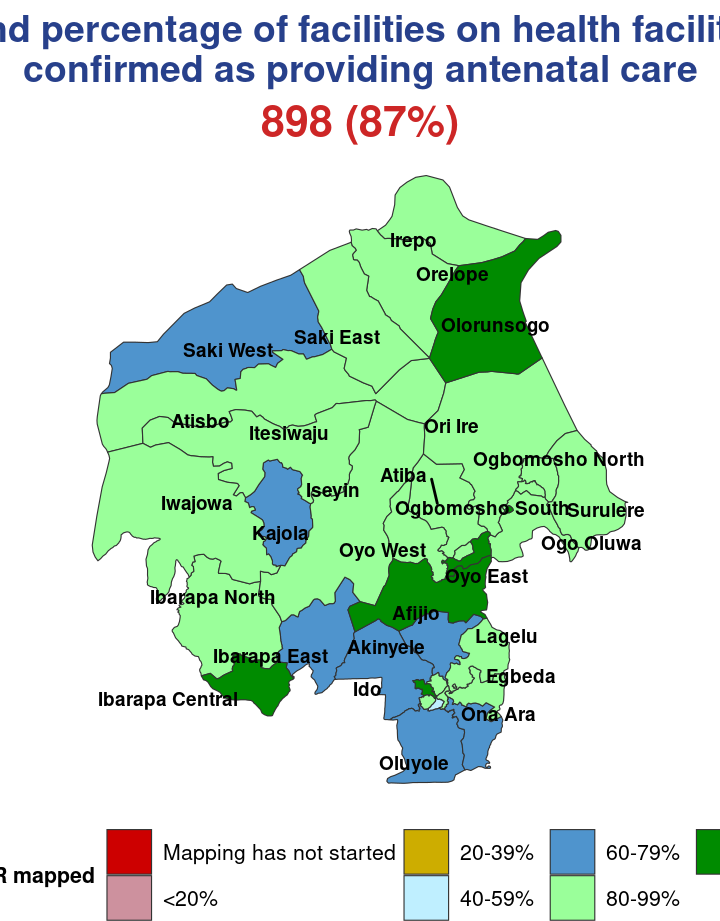 nd percentage of facilities on health facilit
confirmed as providing antenatal care
898 (87%)
Irepo
Orelope
Olorunsogo
Saki East
Saki West
Atisbo
Itesiwaju
Ori Ire
Ogbomosho North
Atiba
Iseyin
Iwajowa
Ogbomosho South
Surulere
Kajola
Ogo Oluwa
Oyo West
Oyo East
Ibarapa North
Afijio
Lagelu
Akinyele
Ibarapa East
Egbeda
Ido
Ibarapa Central
Ona Ara
Oluyole
R mapped
Mapping has not started
20-39%
60-79%
<20%
40-59%
80-99%